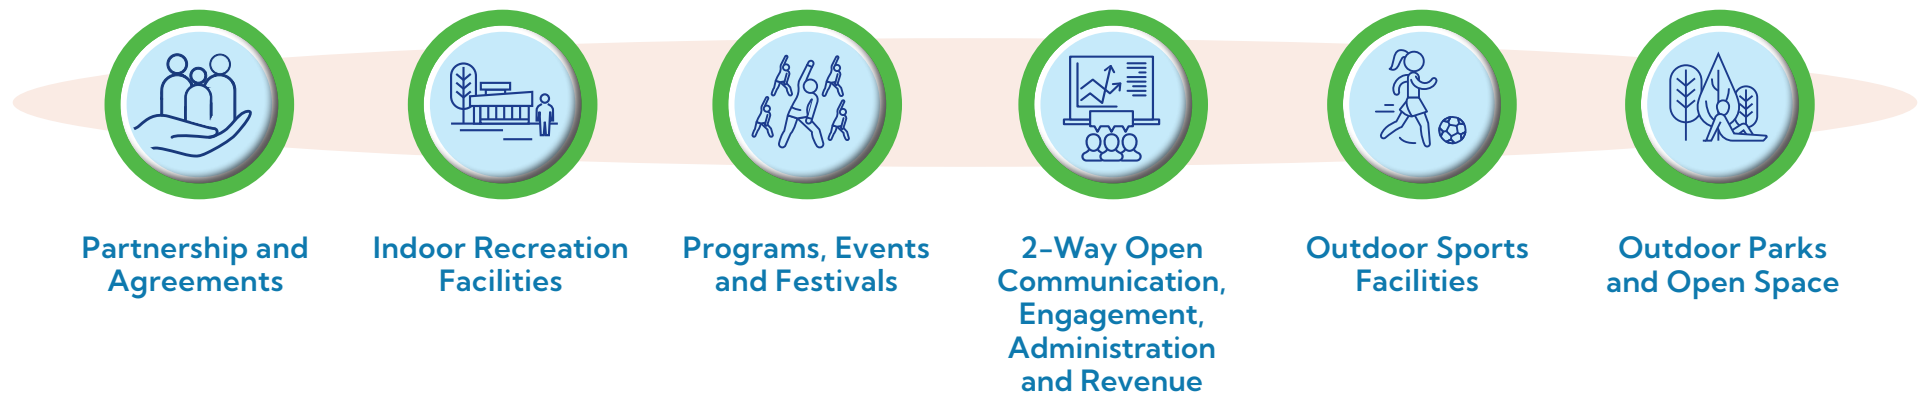 Partnership and
Agreements
Indoor Recreation
Facilities
Programs, Events
and Festivals
2-Way Open
Communication,
Engagement,
Administration
and Revenue
Outdoor Sports
Facilities
Outdoor Parks
and Open Space